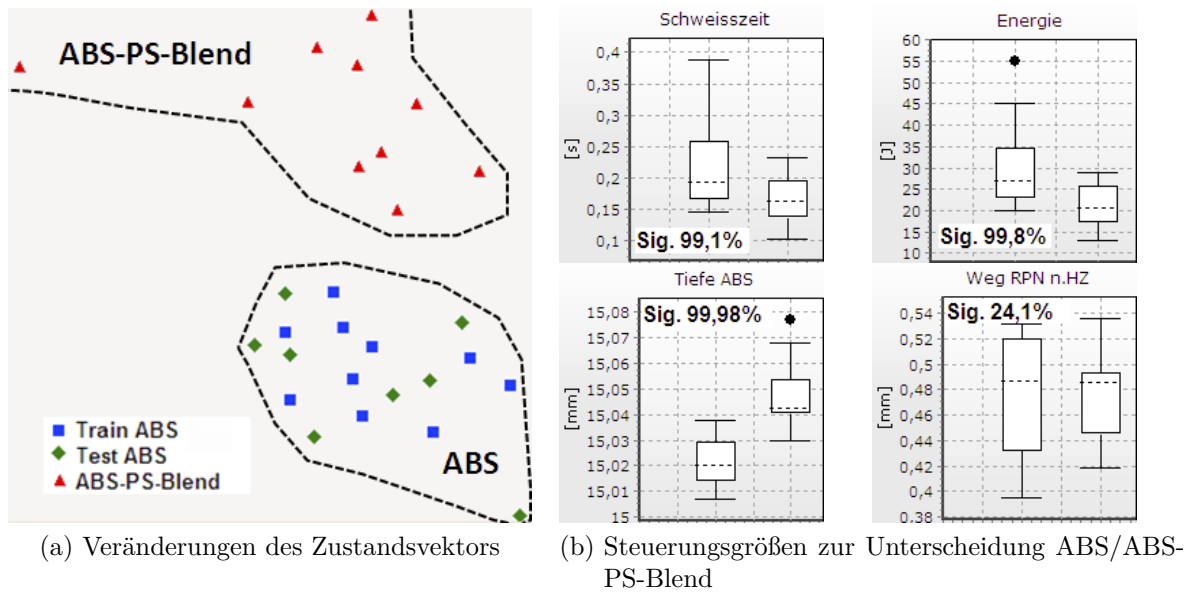 ABS-PS-Blend
Train ABS
Test ABS
ABS-PS-Blend
ABS
(a) Veränderungen des Zustandsvektors
Schweisszeit
[s]
0,4
0,35
0,3
0,25
0,2
0,15
0,1
Sig. 99,1%
Energie
[J]
60
55
50
45
40
35
30
25
20
15
10
Sig. 99,8%
Tiefe ABS
[mm]
15,08
15,07
15,06
15,05
15,04
15,03
15,02
15,01
15
Sig. 99,98%
Weg RPN n.HZ
[mm]
0,54
0,52
0,5
0,48
0,46
0,44
0,42
0,4
0.38
Sig. 24,1%
(b) Steuerungsgrößen zur Unterscheidung ABS/ABS-
PS-Blend